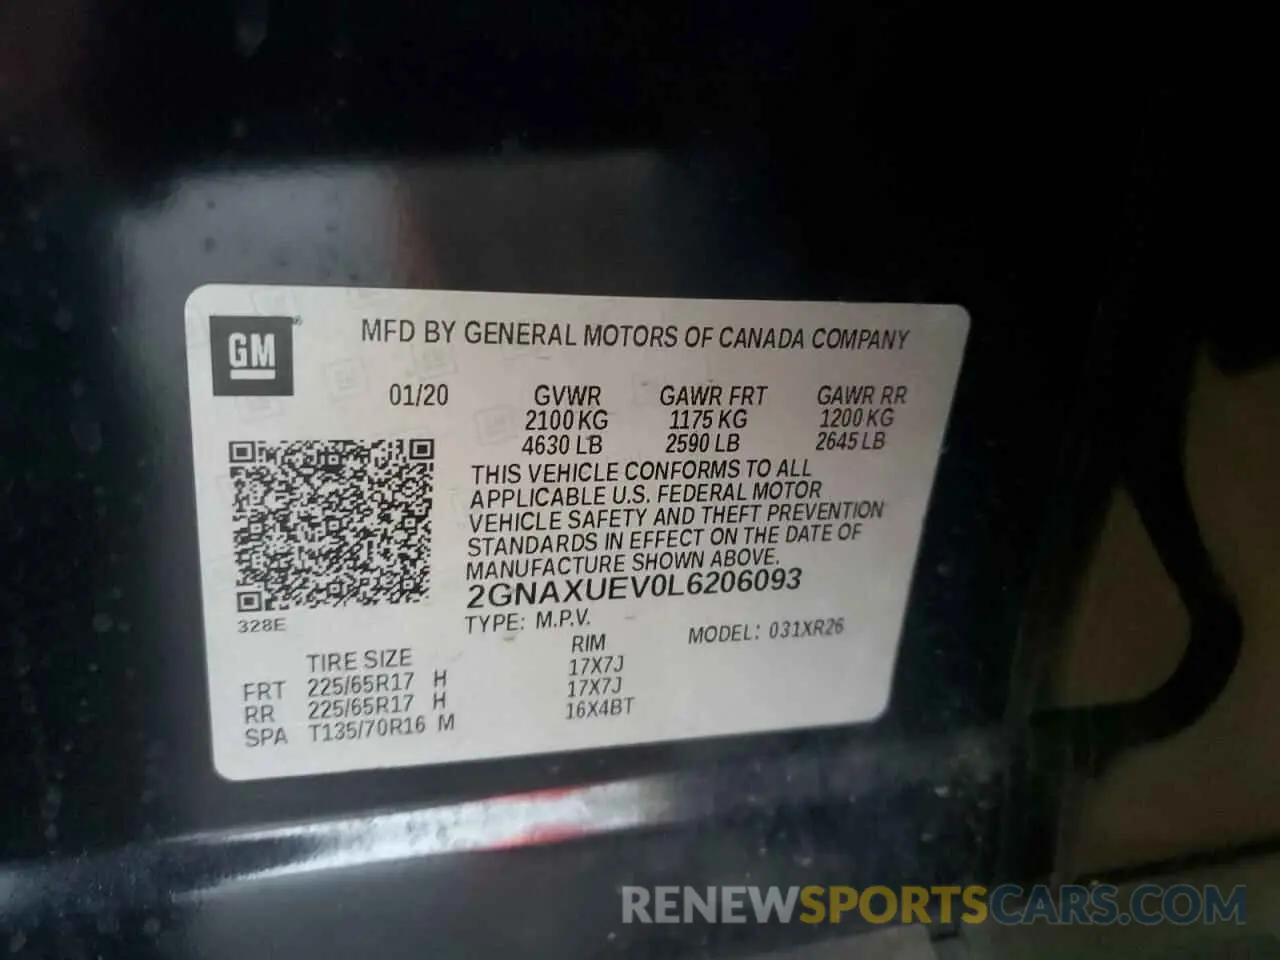 GM
MFD BY GENERAL MOTORS OF CANADA COMPANY
01/20 GVWR GAWR FRT GAWR RR
2100 KG 1175 KG 1200 KG
4630 LB 2590 LB 2645 LB
THIS VEHICLE CONFORMS TO ALL
APPLICABLE U.S. FEDERAL MOTOR
VEHICLE SAFETY AND THEFT PREVENTION
STANDARDS IN EFFECT ON THE DATE OF
MANUFACTURE SHOWN ABOVE.
2GNAXUEV0L6206093
328E
TYPE: M.P.V. MODEL: 031XR26
TIRE SIZE RIM
FRT 225/65R17 H 17X7J
RR 225/65R17 H 17X7J
SPA T135/70R16 M 16X4BT
RENEWSPORTSCARS.COM